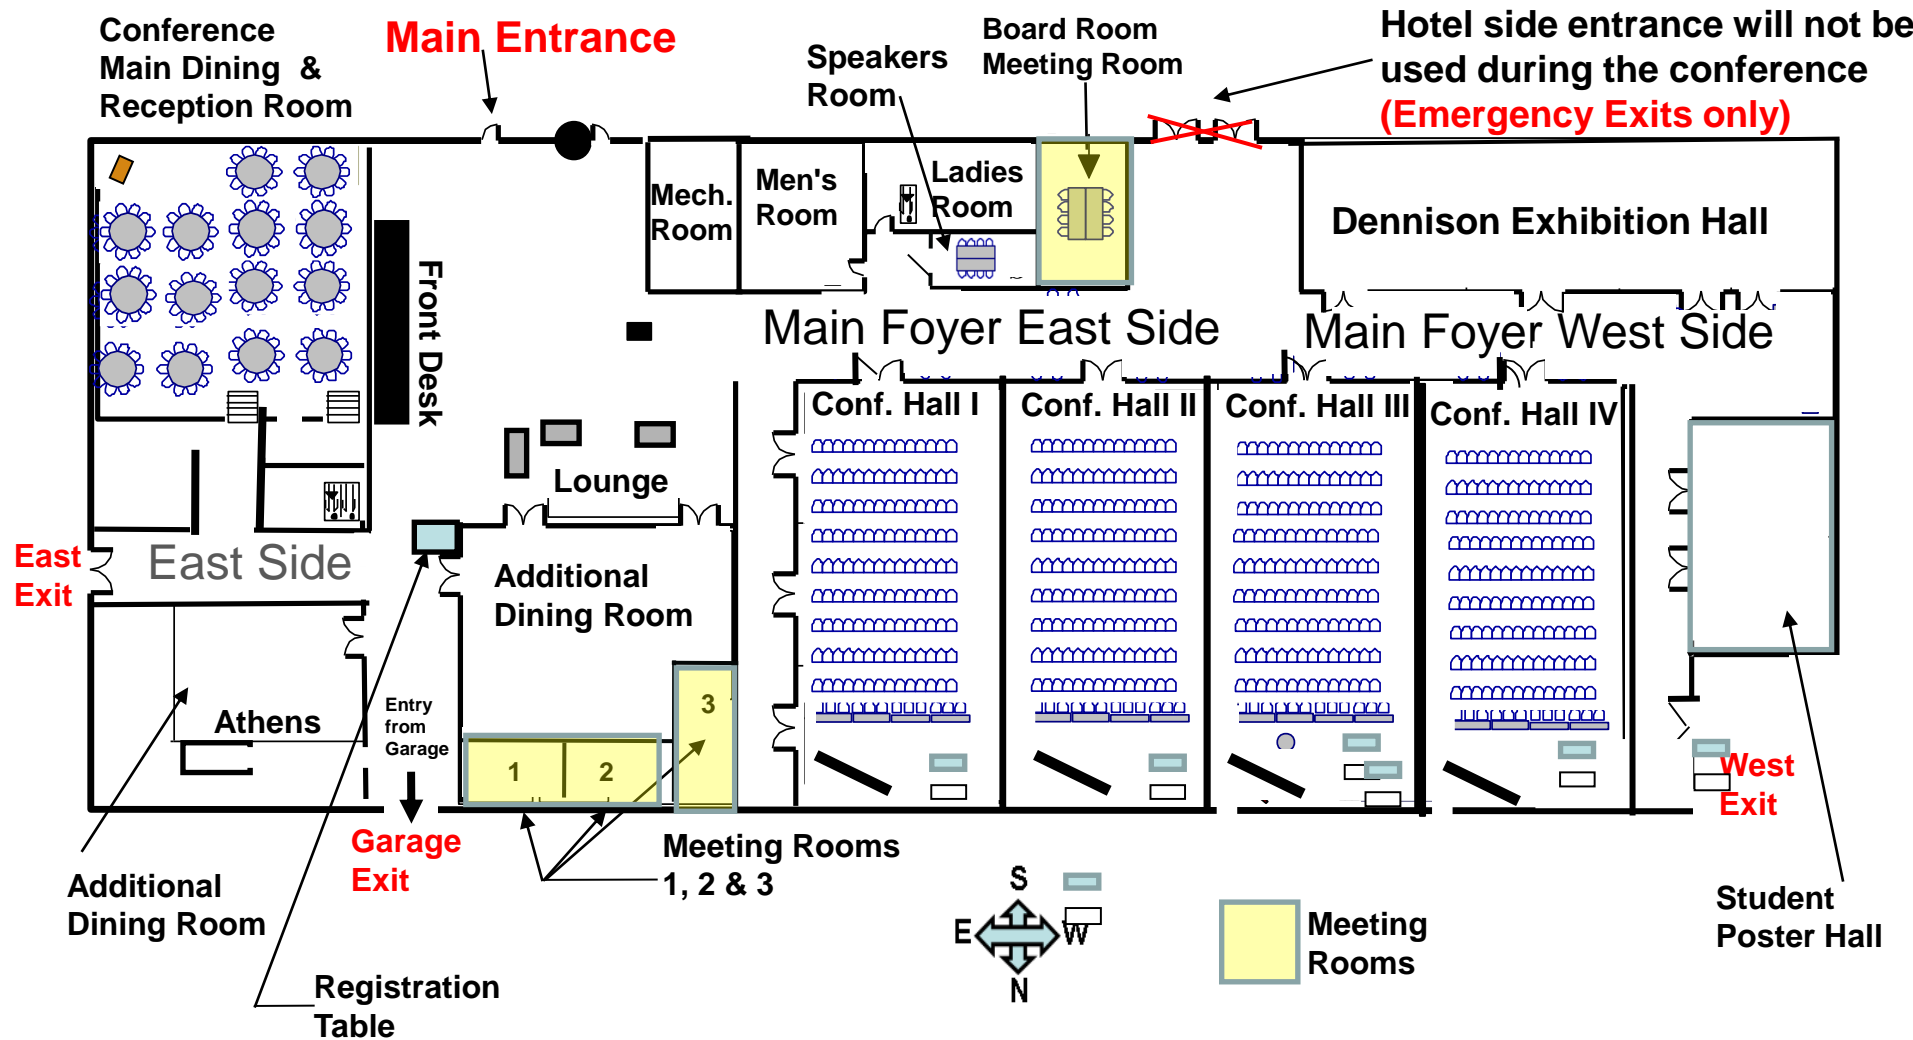 Conference
Main Dining &
Reception Room
Main Entrance
Speakers
Room
Board Room
Meeting Room
Hotel side entrance will not be
used during the conference
(Emergency Exits only)
Mech.
Room
Men's
Room
Ladies
Room
Dennison Exhibition Hall
Front Desk
Main Foyer East Side
Main Foyer West Side
Conf. Hall I
Conf. Hall II
Conf. Hall III
Conf. Hall IV
Lounge
East
Exit
East Side
Additional
Dining Room
Athens
Entry
from
Garage
1
2
3
West
Exit
Garage
Exit
Meeting Rooms
1, 2 & 3
Additional
Dining Room
Registration
Table
S
E
W
N
Meeting
Rooms
Student
Poster Hall